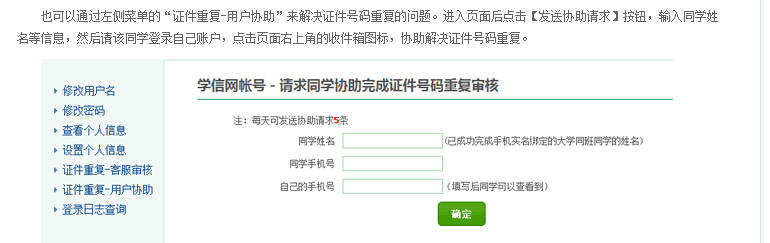 也可以通过左侧菜单的“证件重复-用户协助”来解决证件号码重复的问题。进入页面后点击【发送协助请求】按钮，输入同学姓
名等信息，然后请该同学登录自己账户，点击页面右上角的收件箱图标，协助解决证件号码重复。
学信网帐号 - 请求同学协助完成证件号码重复审核
修改用户名
修改密码
查看个人信息
设置个人信息
证件重复-客服审核
证件重复-用户协助
登录日志查询
注：每天可发送协助请求5条
同学姓名 (已成功完成手机实名绑定的大学同班同学的姓名)
同学手机号
自己的手机号 (填写后同学可以查看到)
确定